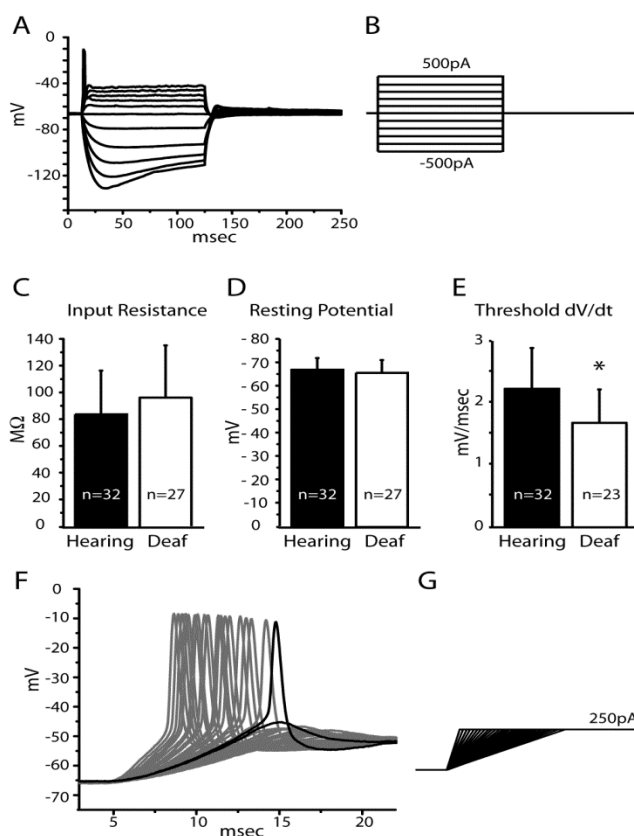 A
B
0
-40
-80
-120
mV
0 50 100 150 200 250
msec
500pA
-500pA
C Input Resistance
D Resting Potential
E Threshold dV/dt
140
120
100
80
60
40
20
0
MΩ
n=32 n=27
Hearing Deaf
- 80
- 70
- 60
- 50
- 40
- 30
- 20
-10
0
mV
n=32 n=27
Hearing Deaf
3
2
1
0
mV/msec
*
n=32 n=23
Hearing Deaf
F
G
0
-10
-20
-30
-40
-50
-60
-70
mV
5 10 15 20
msec
250pA